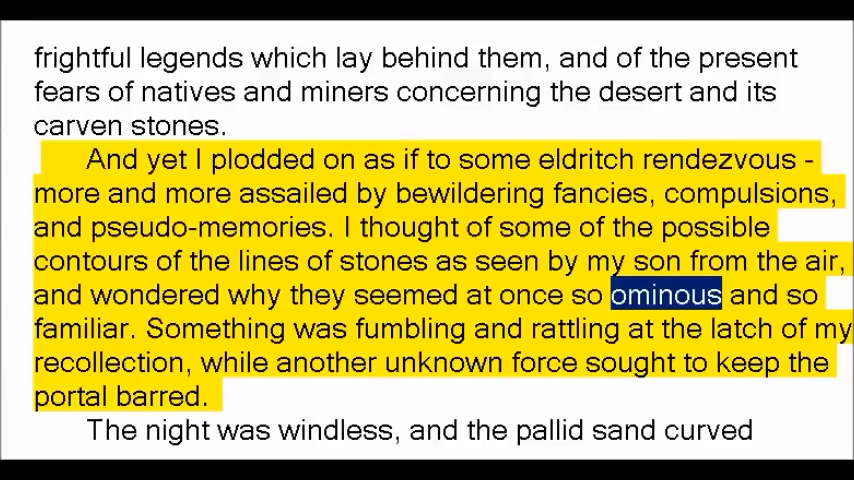 frightful legends which lay behind them, and of the present
fears of natives and miners concerning the desert and its
carven stones.
And yet I plodded on as if to some eldritch rendezvous -
more and more assailed by bewildering fancies, compulsions,
and pseudo-memories. I thought of some of the possible
contours of the lines of stones as seen by my son from the air,
and wondered why they seemed at once so ominous and so
familiar. Something was fumbling and rattling at the latch of my
recollection, while another unknown force sought to keep the
portal barred.
The night was windless, and the pallid sand curved